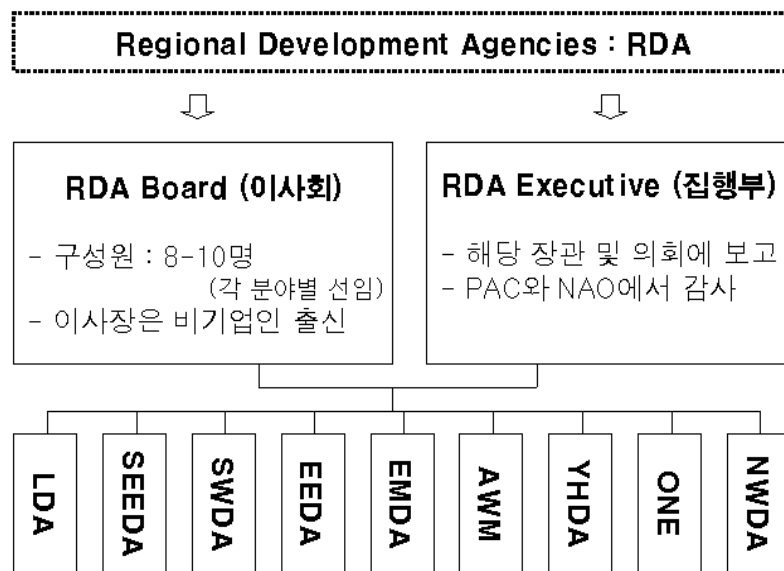 Regional Development Agencies : RDA
RDA Board (이사회)
- 구성원 : 8-10명
(각 분야별 선임)
- 이사장은 비기업인 출신
RDA Executive (집행부)
- 해당 장관 및 의회에 보고
- PAC와 NAO에서 감사
LDA
SEEDA
SWDA
EEDA
EMDA
AWM
YHDA
ONE
NWDA